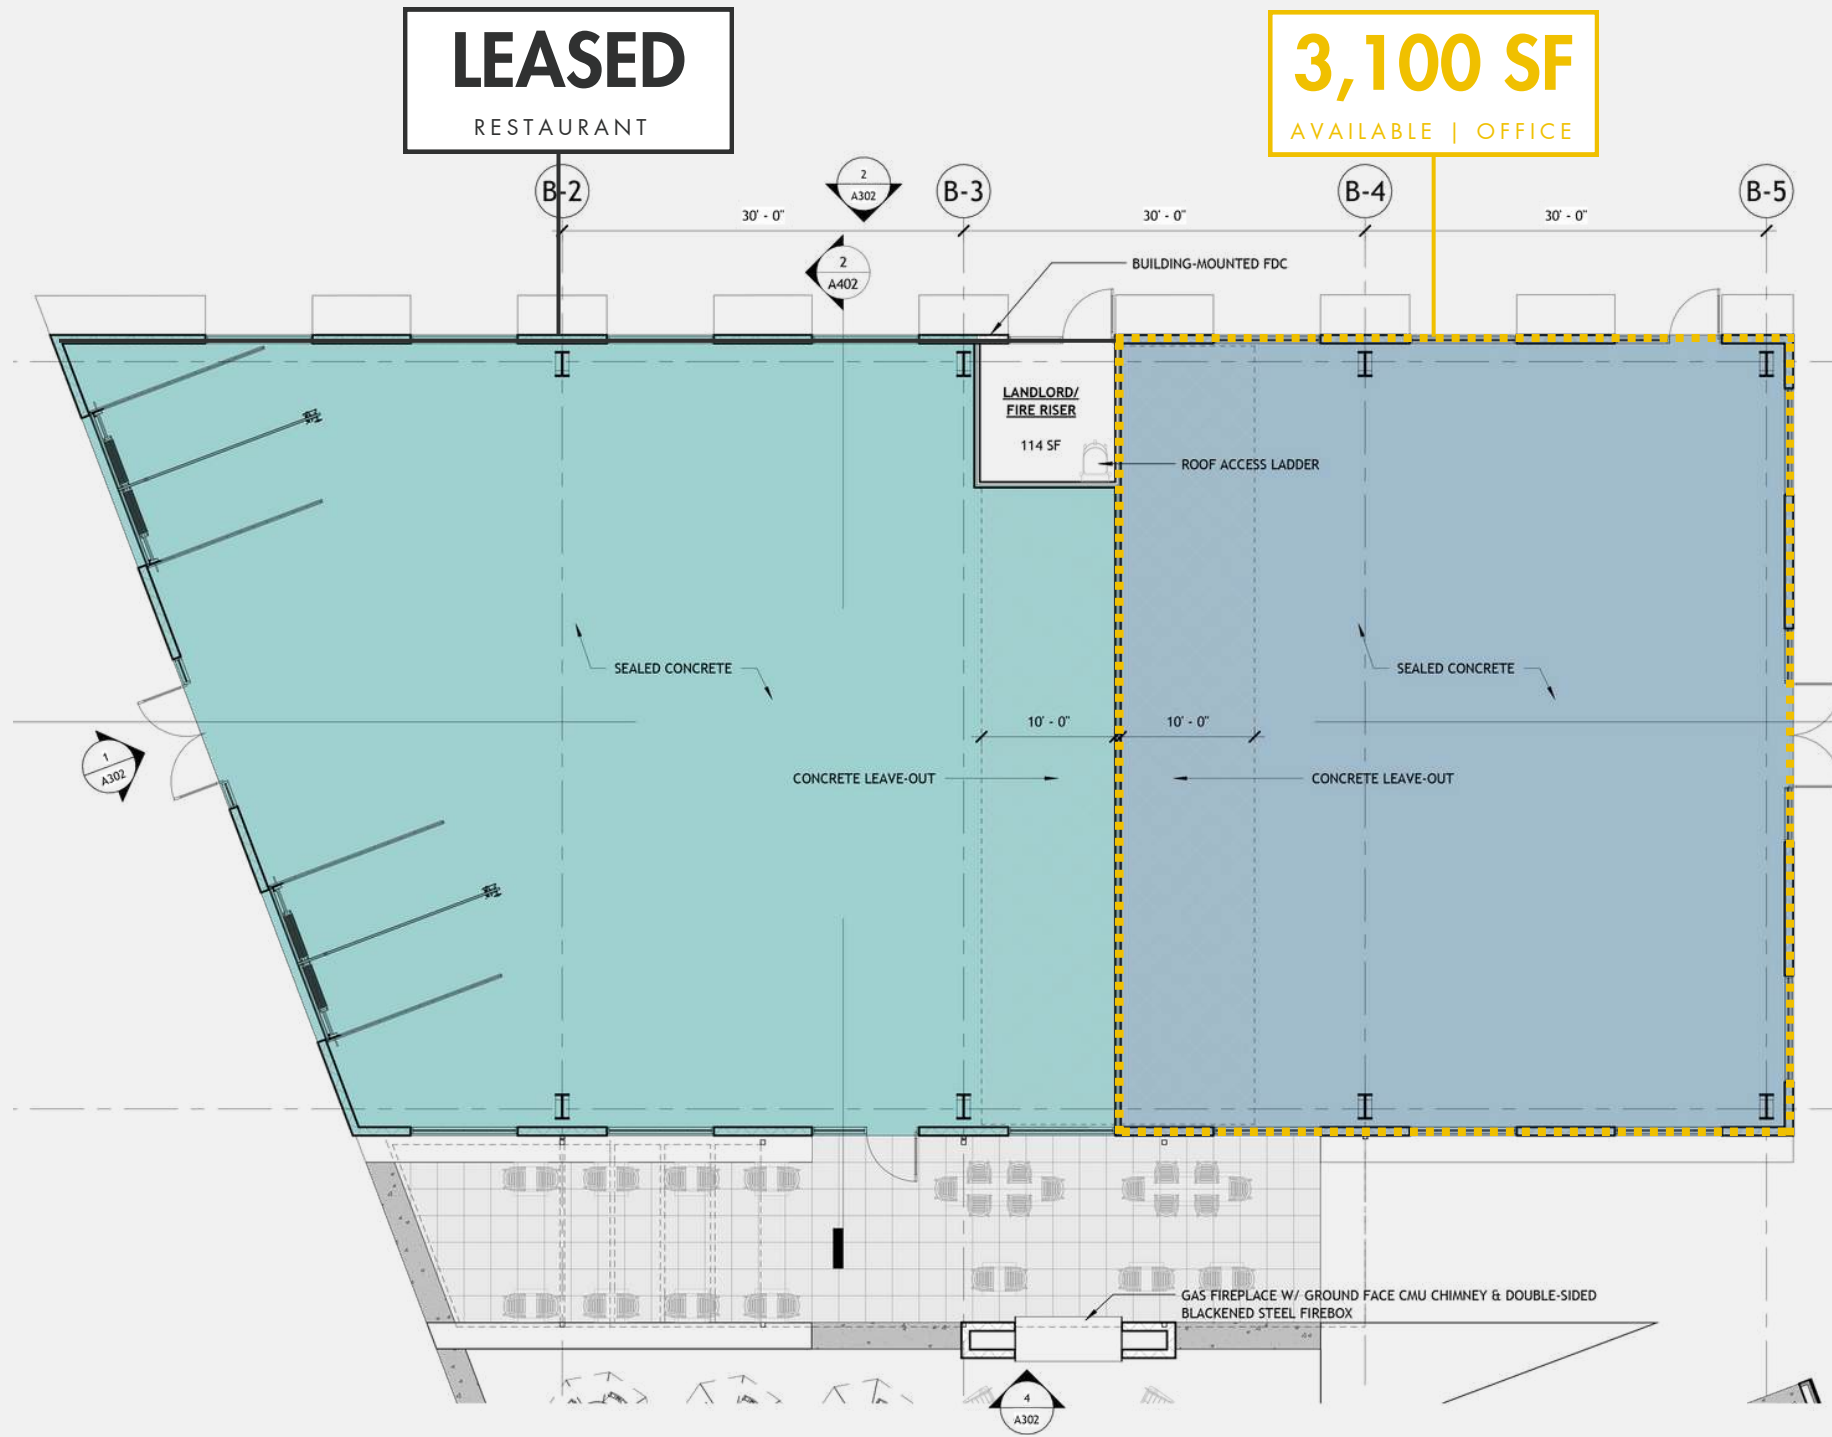 LEASED
RESTAURANT
3,100 SF
AVAILABLE | OFFICE
B-2
2
A302
B-3
B-4
B-5
30' - 0"
30' - 0"
30' - 0"
2
A402
BUILDING-MOUNTED FDC
LANDLORD/
FIRE RISER
114 SF
ROOF ACCESS LADDER
SEALED CONCRETE
SEALED CONCRETE
10' - 0"
10' - 0"
1
A302
CONCRETE LEAVE-OUT
CONCRETE LEAVE-OUT
GAS FIREPLACE W/ GROUND FACE CMU CHIMNEY & DOUBLE-SIDED
BLACKENED STEEL FIREBOX
4
A302